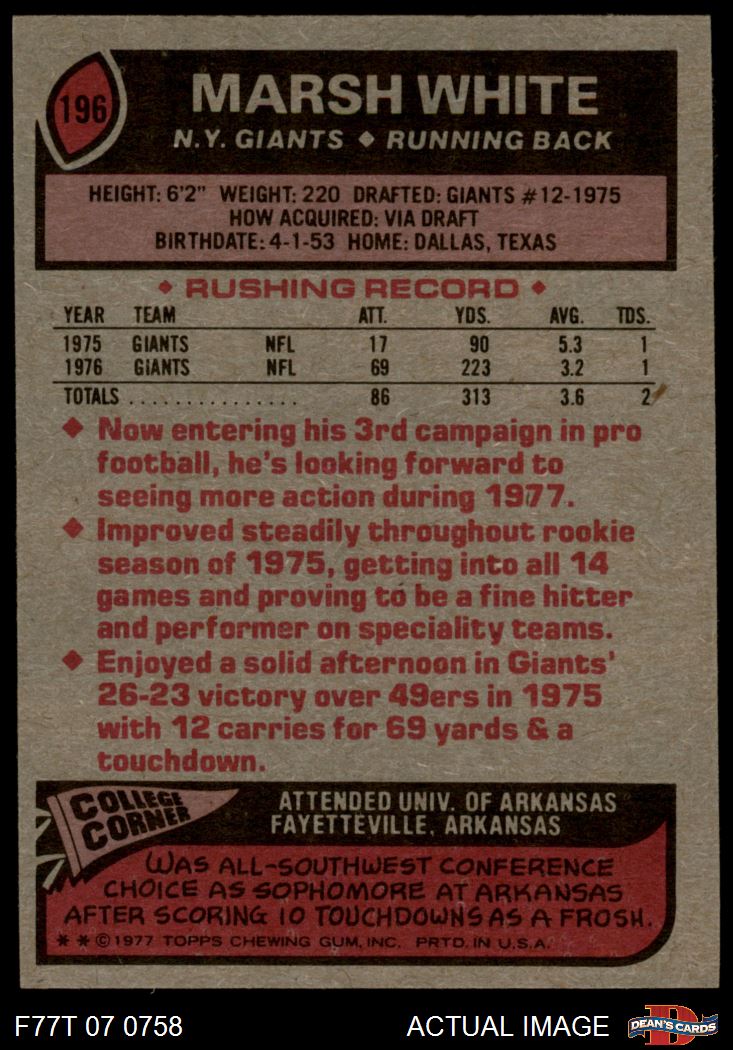 196
MARSH WHITE
N.Y. GIANTS ◆ RUNNING BACK
HEIGHT: 6'2" WEIGHT: 220 DRAFTED: GIANTS #12-1975
HOW ACQUIRED: VIA DRAFT
BIRTHDATE: 4-1-53 HOME: DALLAS, TEXAS
◆ RUSHING RECORD ◆
YEAR TEAM ATT. YDS. AVG. TDS.
1975 GIANTS NFL 17 90 5.3 1
1976 GIANTS NFL 69 223 3.2 1
TOTALS . . . . . . . . . . . . . . . 86 313 3.6 2
◆ Now entering his 3rd campaign in pro
football, he's looking forward to
seeing more action during 1977.
◆ Improved steadily throughout rookie
season of 1975, getting into all 14
games and proving to be a fine hitter
and performer on speciality teams.
◆ Enjoyed a solid afternoon in Giants'
26-23 victory over 49ers in 1975
with 12 carries for 69 yards & a
touchdown.
COLLEGE
CORNER
ATTENDED UNIV. OF ARKANSAS
FAYETTEVILLE, ARKANSAS
WAS ALL-SOUTHWEST CONFERENCE
CHOICE AS SOPHOMORE AT ARKANSAS
AFTER SCORING 10 TOUCHDOWNS AS A FROSH.
* * © 1977 TOPPS CHEWING GUM, INC. PRTD. IN U.S.A.
F77T 07 0758
ACTUAL IMAGE
D
DEAN'S CARDS